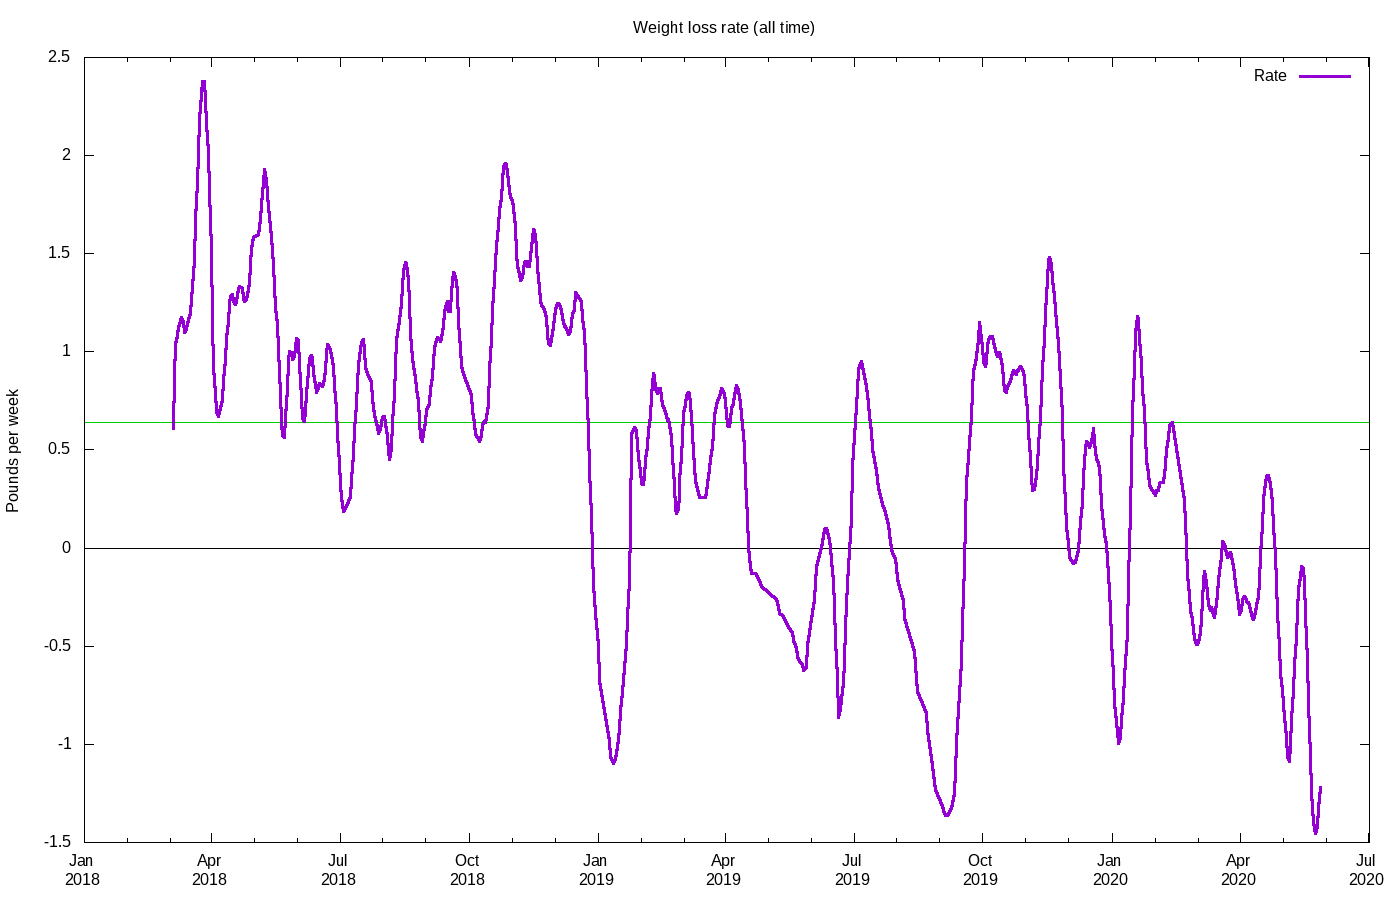 Weight loss rate (all time)
Rate
Pounds per week
2.5
2
1.5
1
0.5
0
-0.5
-1
-1.5
Jan Apr Jul Oct Jan Apr Jul Oct Jan Apr Jul
2018 2018 2018 2018 2019 2019 2019 2019 2020 2020 2020